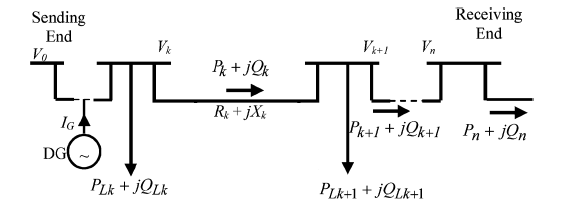 Sending
End
Receiving
End
V0
Vk
Vk+1
Vn
Pk + jQk
Rk + jXk
IG
DG
~
Pk+1 + jQk+1
Pn + jQn
PLk + jQLk
PLk+1 + jQLk+1